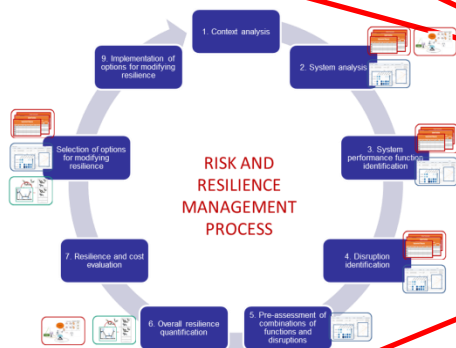 1. Context analysis
2. System analysis
3. System
performance function
identification
4. Disruption
identification
5. Pre-assessment of
combinations of
functions and
disruptions
6. Overall resilience
quantification
7. Resilience and cost
evaluation
Selection of options
for modifying
resilience
9. Implementation of
options for modifying
resilience
RISK AND
RESILIENCE
MANAGEMENT
PROCESS